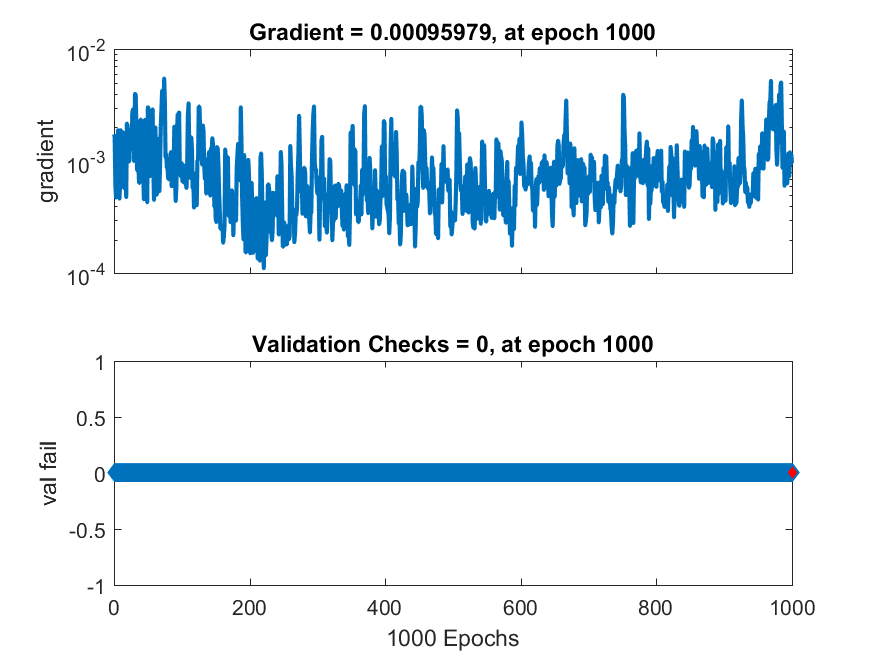 Gradient = 0.00095979, at epoch 1000
10^-2
10^-3
10^-4
gradient
Validation Checks = 0, at epoch 1000
1
0.5
0
-0.5
-1
val fail
0 200 400 600 800 1000
1000 Epochs